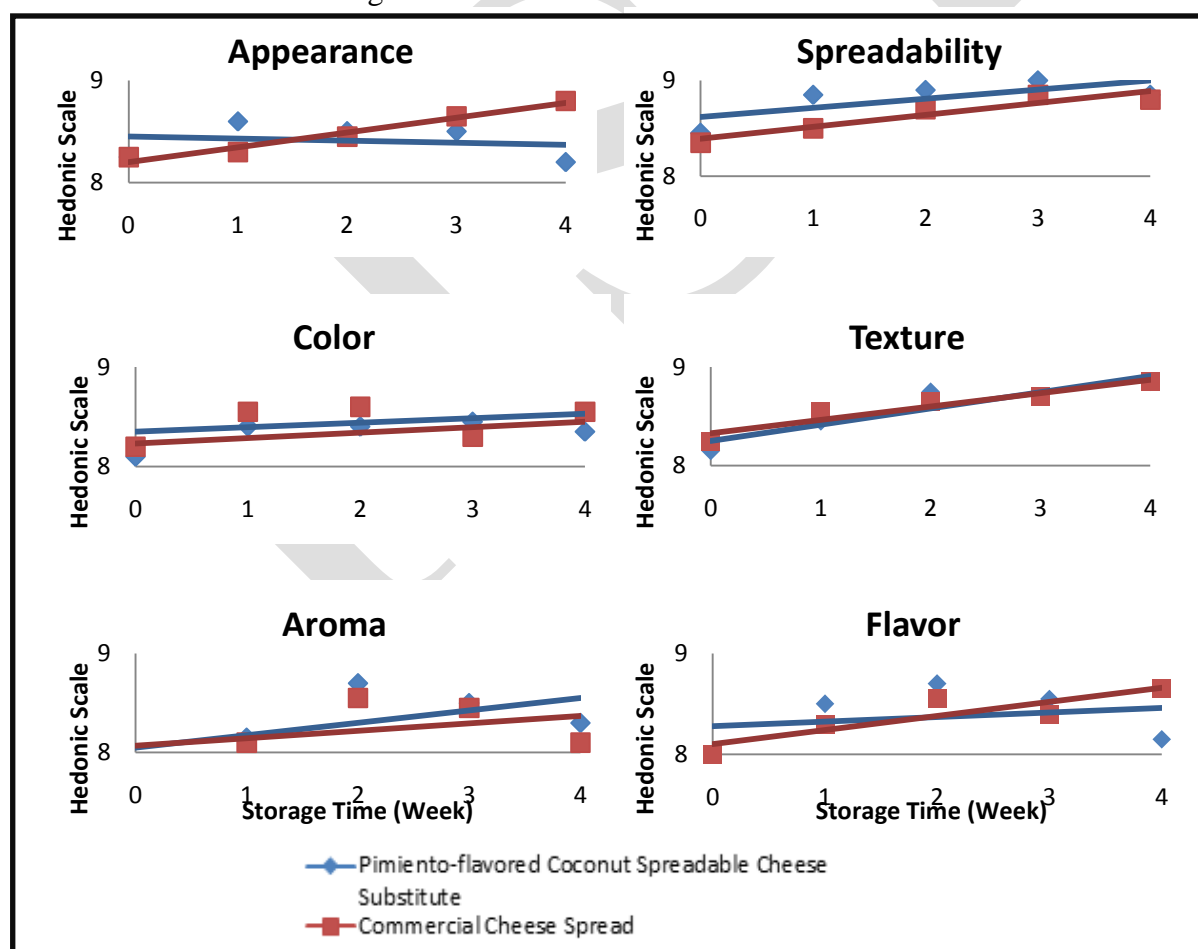 Appearance
9
8
Hedonic Scale
0 1 2 3 4
Spreadability
9
8
Hedonic Scale
0 1 2 3 4
Color
9
8
Hedonic Scale
0 1 2 3 4
Texture
9
8
Hedonic Scale
0 1 2 3 4
Aroma
9
8
Hedonic Scale
0 1 2 3 4
Storage Time (Week)
Flavor
9
8
Hedonic Scale
0 1 2 3 4
Storage Time (Week)
Pimiento-flavored Coconut Spreadable Cheese
Substitute
Commercial Cheese Spread